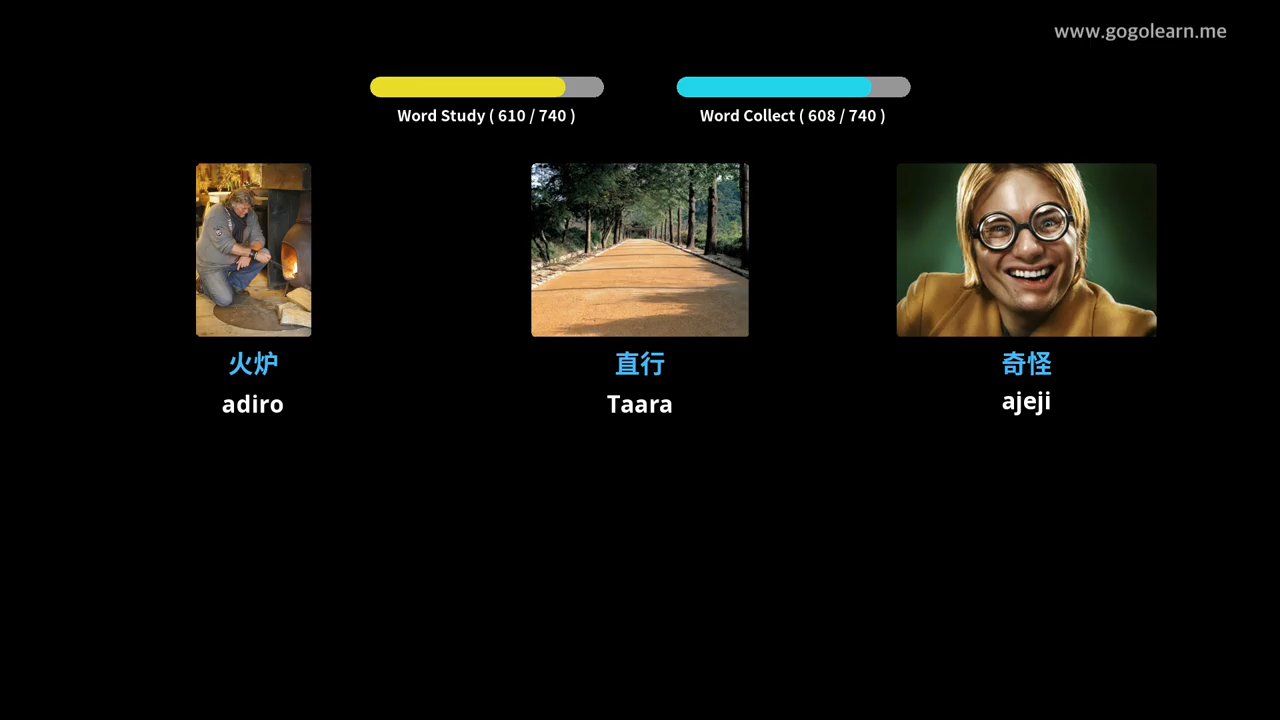 www.gogolearn.me
Word Study ( 610 / 740 )
Word Collect ( 608 / 740 )
火炉
直行
奇怪
adiro
Taara
ajeji